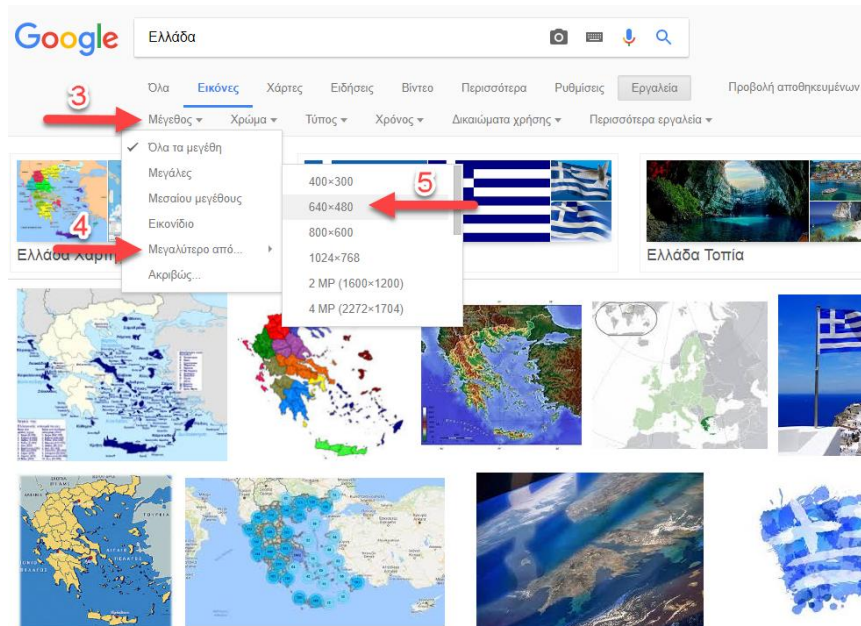 Google Ελλάδα
Όλα Εικόνες Χάρτες Ειδήσεις Βίντεο Περισσότερα Ρυθμίσεις Εργαλεία Προβολή αποθηκευμένων
3
Μέγεθος Χρώμα Τύπος Χρόνος Δικαιώματα χρήσης Περισσότερα εργαλεία
Όλα τα μεγέθη
Μεγάλες
Μεσαίου μεγέθους
Εικονίδιο
4
Μεγαλύτερο από...
Ακριβώς...
400×300
5
640×480
800×600
1024×768
2 MP (1600×1200)
4 MP (2272×1704)
Ελλάδα Τοπία